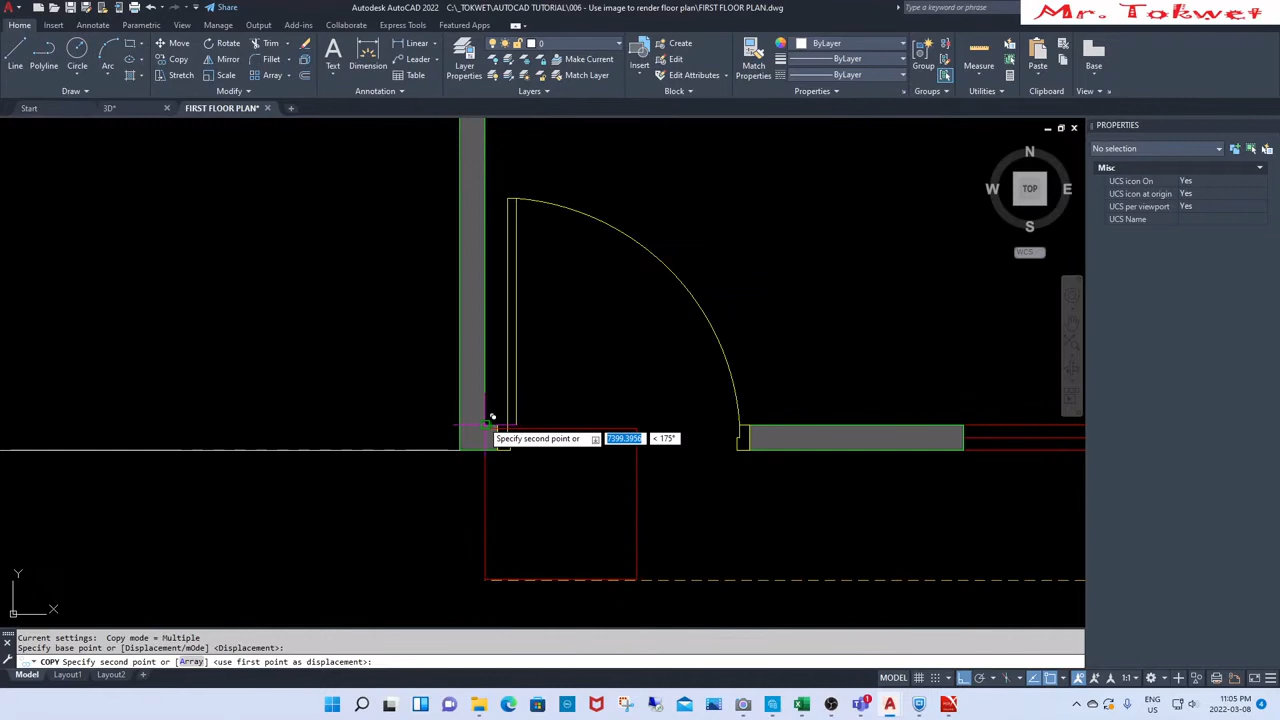 Share
Autodesk AutoCAD 2022 F:\_TOKWET\AUTOCAD TUTORIAL\006 - Use image to render floor plan\FIRST FLOOR PLAN.dwg
Type a keyword or phrase
Mr. Tokwet
Home Insert Annotate Parametric View Manage Output Add-ins Collaborate Express Tools Featured Apps
Line Polyline Circle Arc
Move Rotate Trim
Copy Mirror Fillet
Stretch Scale Array
Text Dimension
Linear
Leader
Table
Layer Properties
0
Make Current
Match Layer
Insert
Create
Edit
Edit Attributes
Match Properties
ByLayer
ByLayer
ByLayer
Group
Measure
Paste
Base
Draw Modify Annotation Layers Block Properties Groups Utilities Clipboard View
Start 3D* FIRST FLOOR PLAN*
PROPERTIES
No selection
Misc
UCS icon On Yes
UCS icon at origin Yes
UCS per viewport Yes
UCS Name
N
W TOP E
S
WCS
Specify second point or 7399.3956 < 175°
Y
X
Current settings: Copy mode = Multiple
Specify base point or [Displacement/mOde] <Displacement>:
COPY Specify second point or [Array] <use first point as displacement>:
Model Layout1 Layout2
MODEL 1:1
ENG
US
11:05 PM
2022-03-08